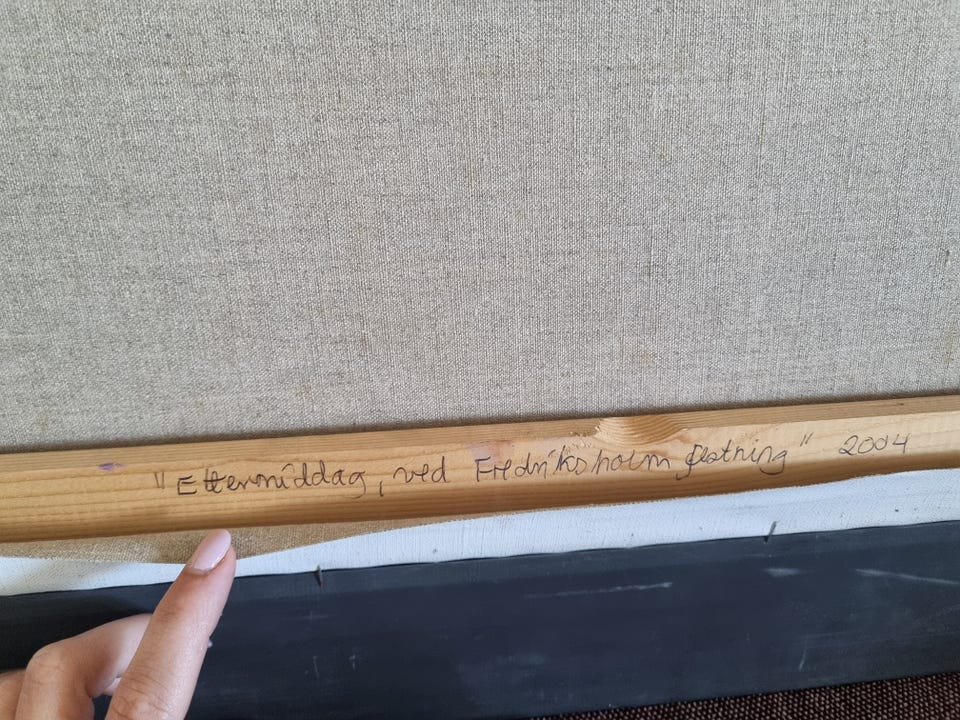 "Ettermiddag, ved Fredriksholm festning" 2004